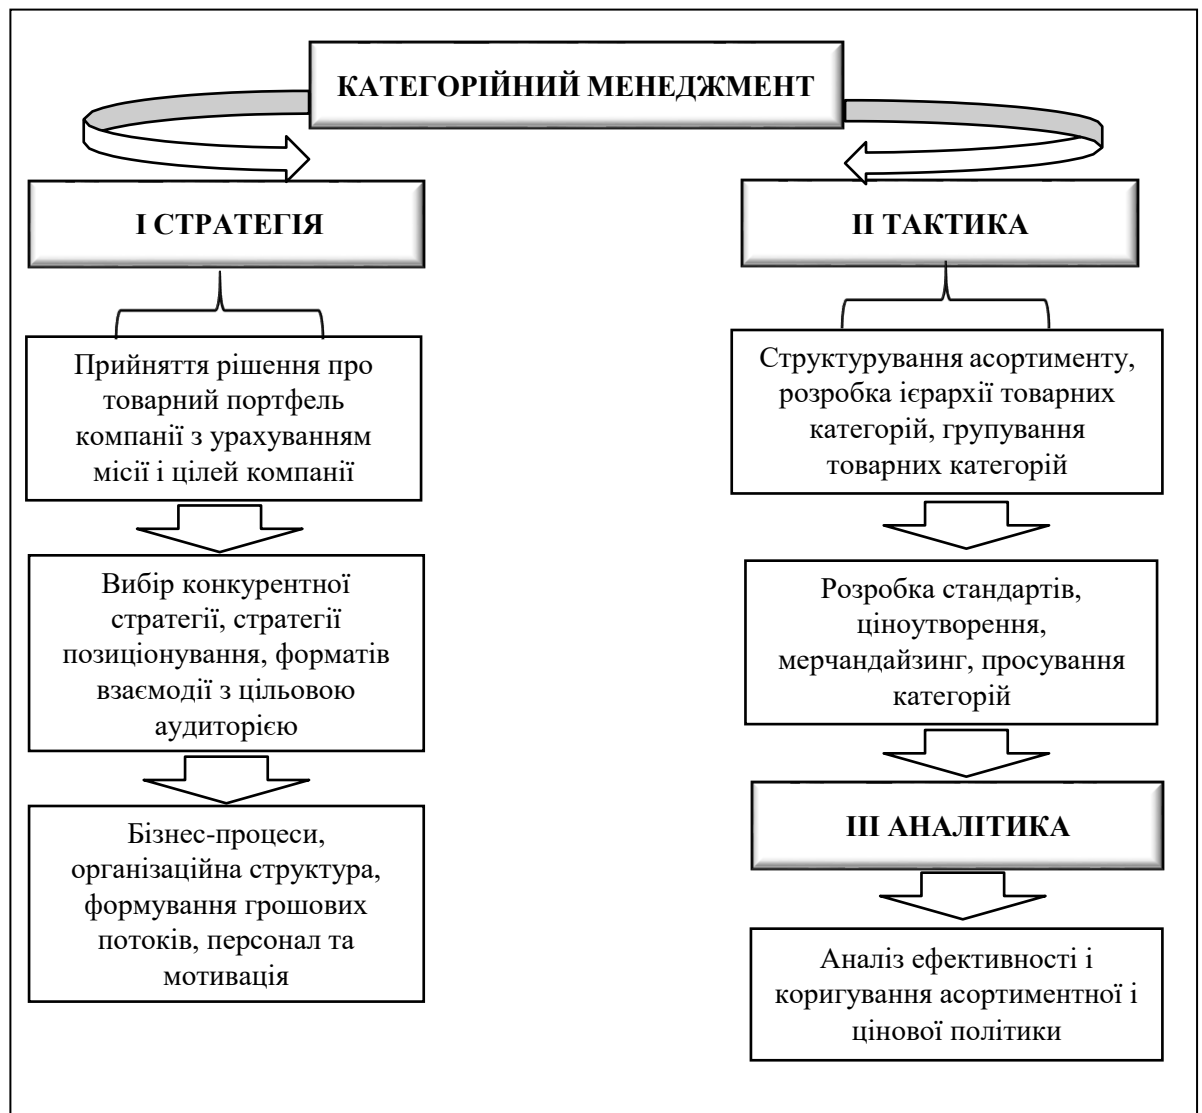 КАТЕГОРІЙНИЙ МЕНЕДЖМЕНТ
І СТРАТЕГІЯ
Прийняття рішення про
товарний портфель
компанії з урахуванням
місії і цілей компанії
Вибір конкурентної
стратегії, стратегії
позиціонування, форматів
взаємодії з цільовою
аудиторією
Бізнес-процеси,
організаційна структура,
формування грошових
потоків, персонал та
мотивація
ІІ ТАКТИКА
Структурування асортименту,
розробка ієрархії товарних
категорій, групування
товарних категорій
Розробка стандартів,
ціноутворення,
мерчандайзинг, просування
категорій
ІІІ АНАЛІТИКА
Аналіз ефективності і
коригування асортиментної і
цінової політики